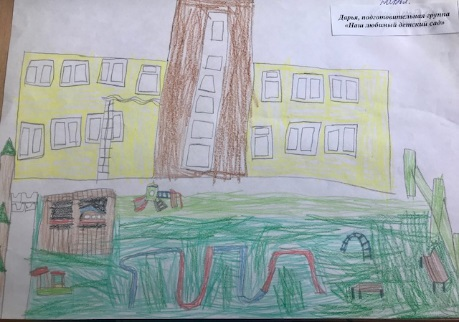 Дарья, подготовительная группа
«Наш любимый детский сад»